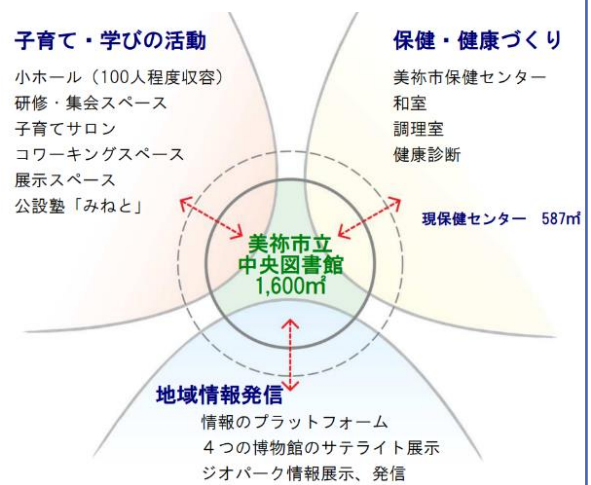 子育て・学びの活動
小ホール（100人程度収容）
研修・集会スペース
子育てサロン
コワーキングスペース
展示スペース
公設塾「みねと」
保健・健康づくり
美祢市保健センター
和室
調理室
健康診断
現保健センター　587㎡
美祢市立
中央図書館
1,600㎡
地域情報発信
情報のプラットフォーム
４つの博物館のサテライト展示
ジオパーク情報展示、発信